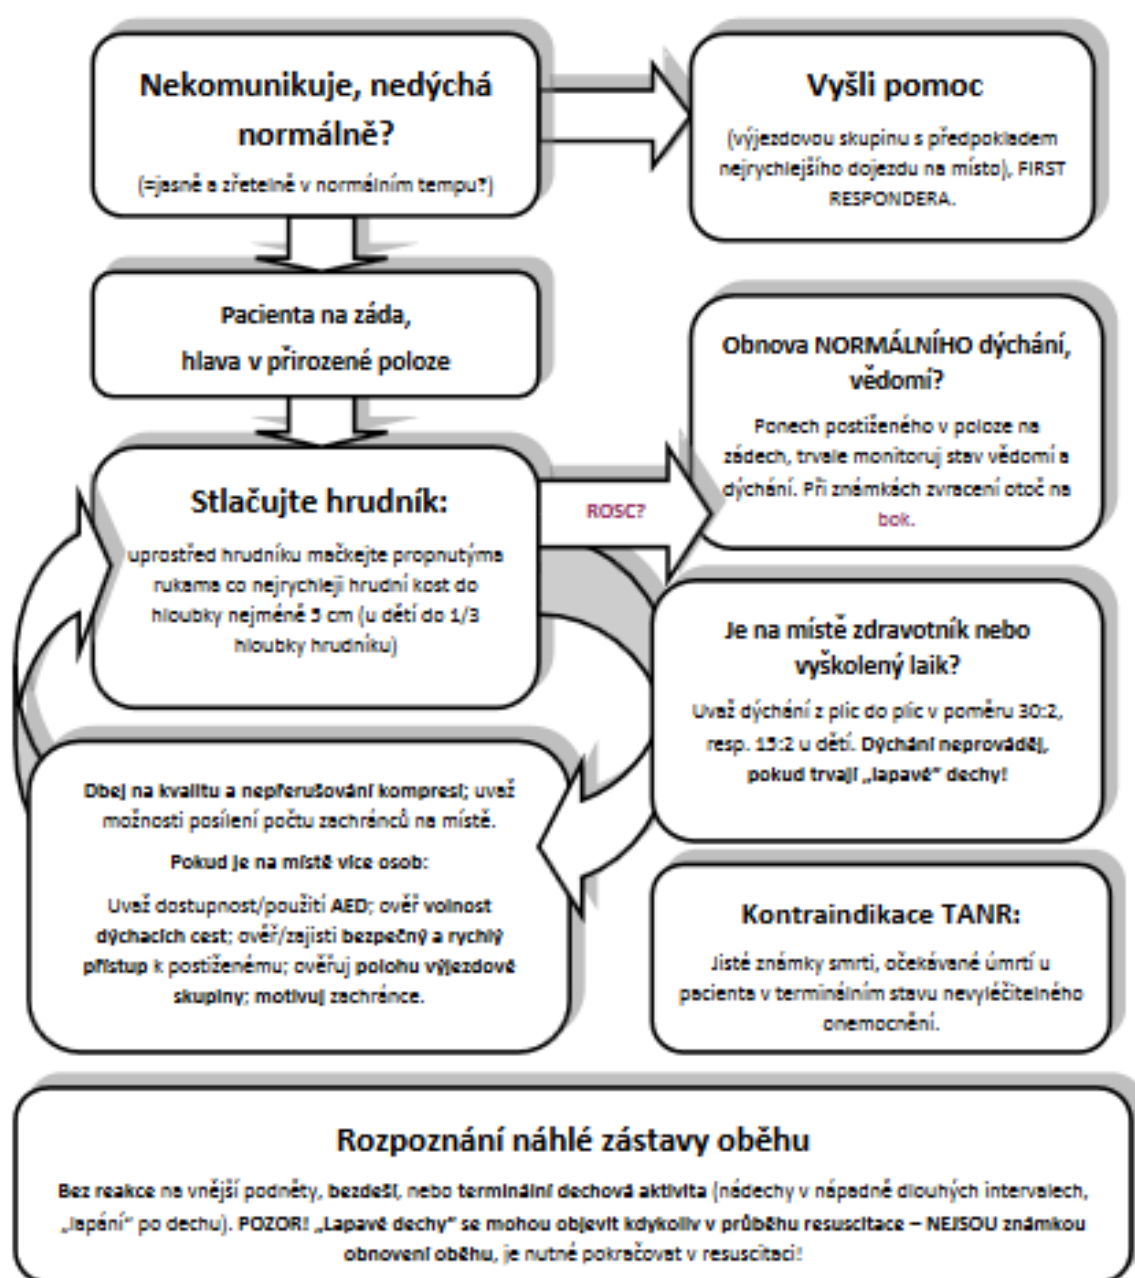 Nekomunikuje, nedýchá
normálně?
(=jasně a zřetelně v normálním tempu?)
Vyšli pomoc
(výjezdovou skupinu s předpokladem
nejrychlejšího dojezdu na místo), FIRST
RESPONDERA.
Pacienta na záda,
hlava v přirozené poloze
Stlačujte hrudník:
uprostřed hrudníku mačkejte propnutýma
rukama co nejrychleji hrudní kost do
hloubky nejméně 5 cm (u dětí do 1/3
hloubky hrudníku)
ROSC?
Obnova NORMÁLNÍHO dýchání,
vědomí?
Ponech postiženého v poloze na
zádech, trvale monitoruj stav vědomí a
dýchání. Při známkách zvracení otoč na
bok.
Je na místě zdravotník nebo
vyškolený laik?
Uvaž dýchání z plic do plic v poměru 30:2,
resp. 15:2 u dětí. Dýchání neprováděj,
pokud trvají „lapavé" dechy!
Dbej na kvalitu a nepřerušování kompresí; uvaž
možnosti posílení počtu zachránců na místě.
Pokud je na místě více osob:
Uvaž dostupnost/použití AED; ověř volnost
dýchacích cest; ověř/zajisti bezpečný a rychlý
přístup k postiženému; ověřuj polohu výjezdové
skupiny; motivuj zachránce.
Kontraindikace TANR:
Jisté známky smrti, očekávané úmrtí u
pacienta v terminálním stavu nevyléčitelného
onemocnění.
Rozpoznání náhlé zástavy oběhu
Bez reakce na vnější podněty, bezdeší, nebo terminální dechová aktivita (nádechy v nápadně dlouhých intervalech,
„lapání" po dechu). POZOR! „Lapavé dechy" se mohou objevit kdykoliv v průběhu resuscitace – NEJSOU známkou
obnovení oběhu, je nutné pokračovat v resuscitaci!